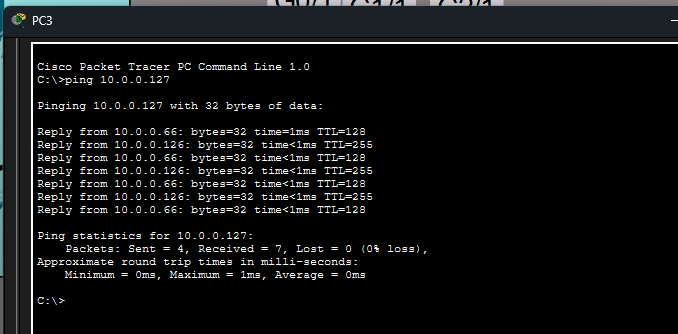 PC3
Cisco Packet Tracer PC Command Line 1.0
C:\>ping 10.0.0.127
Pinging 10.0.0.127 with 32 bytes of data:
Reply from 10.0.0.66: bytes=32 time=1ms TTL=128
Reply from 10.0.0.126: bytes=32 time<1ms TTL=255
Reply from 10.0.0.66: bytes=32 time<1ms TTL=128
Reply from 10.0.0.126: bytes=32 time<1ms TTL=255
Reply from 10.0.0.66: bytes=32 time<1ms TTL=128
Reply from 10.0.0.126: bytes=32 time<1ms TTL=255
Reply from 10.0.0.66: bytes=32 time<1ms TTL=128
Ping statistics for 10.0.0.127:
Packets: Sent = 4, Received = 7, Lost = 0 (0% loss),
Approximate round trip times in milli-seconds:
Minimum = 0ms, Maximum = 1ms, Average = 0ms
C:\>